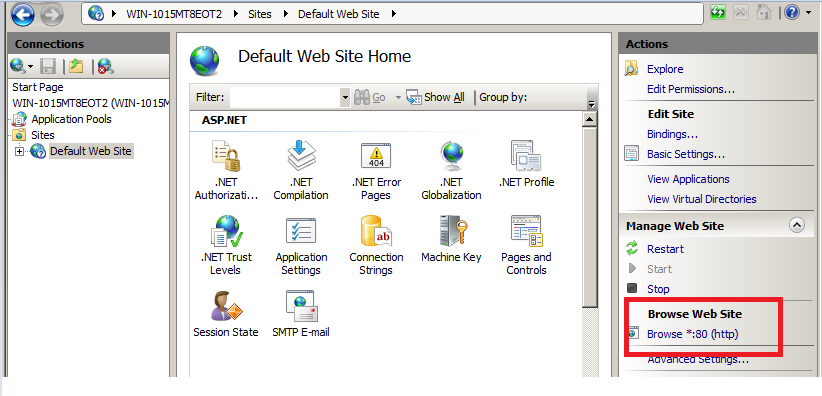 WIN-1015MT8EOT2 Sites Default Web Site
Connections
Start Page
WIN-1015MT8EOT2 (WIN-1015M
Application Pools
Sites
Default Web Site
Default Web Site Home
Filter: Go Show All Group by:
ASP.NET
.NET Authorizati...
.NET Compilation
404
.NET Error Pages
.NET Globalization
.NET Profile
.NET Trust Levels
Application Settings
ab
Connection Strings
Machine Key
Pages and Controls
Session State
SMTP E-mail
Actions
Explore
Edit Permissions...
Edit Site
Bindings...
Basic Settings...
View Applications
View Virtual Directories
Manage Web Site
Restart
Start
Stop
Browse Web Site
Browse *:80 (http)
Advanced Settings...